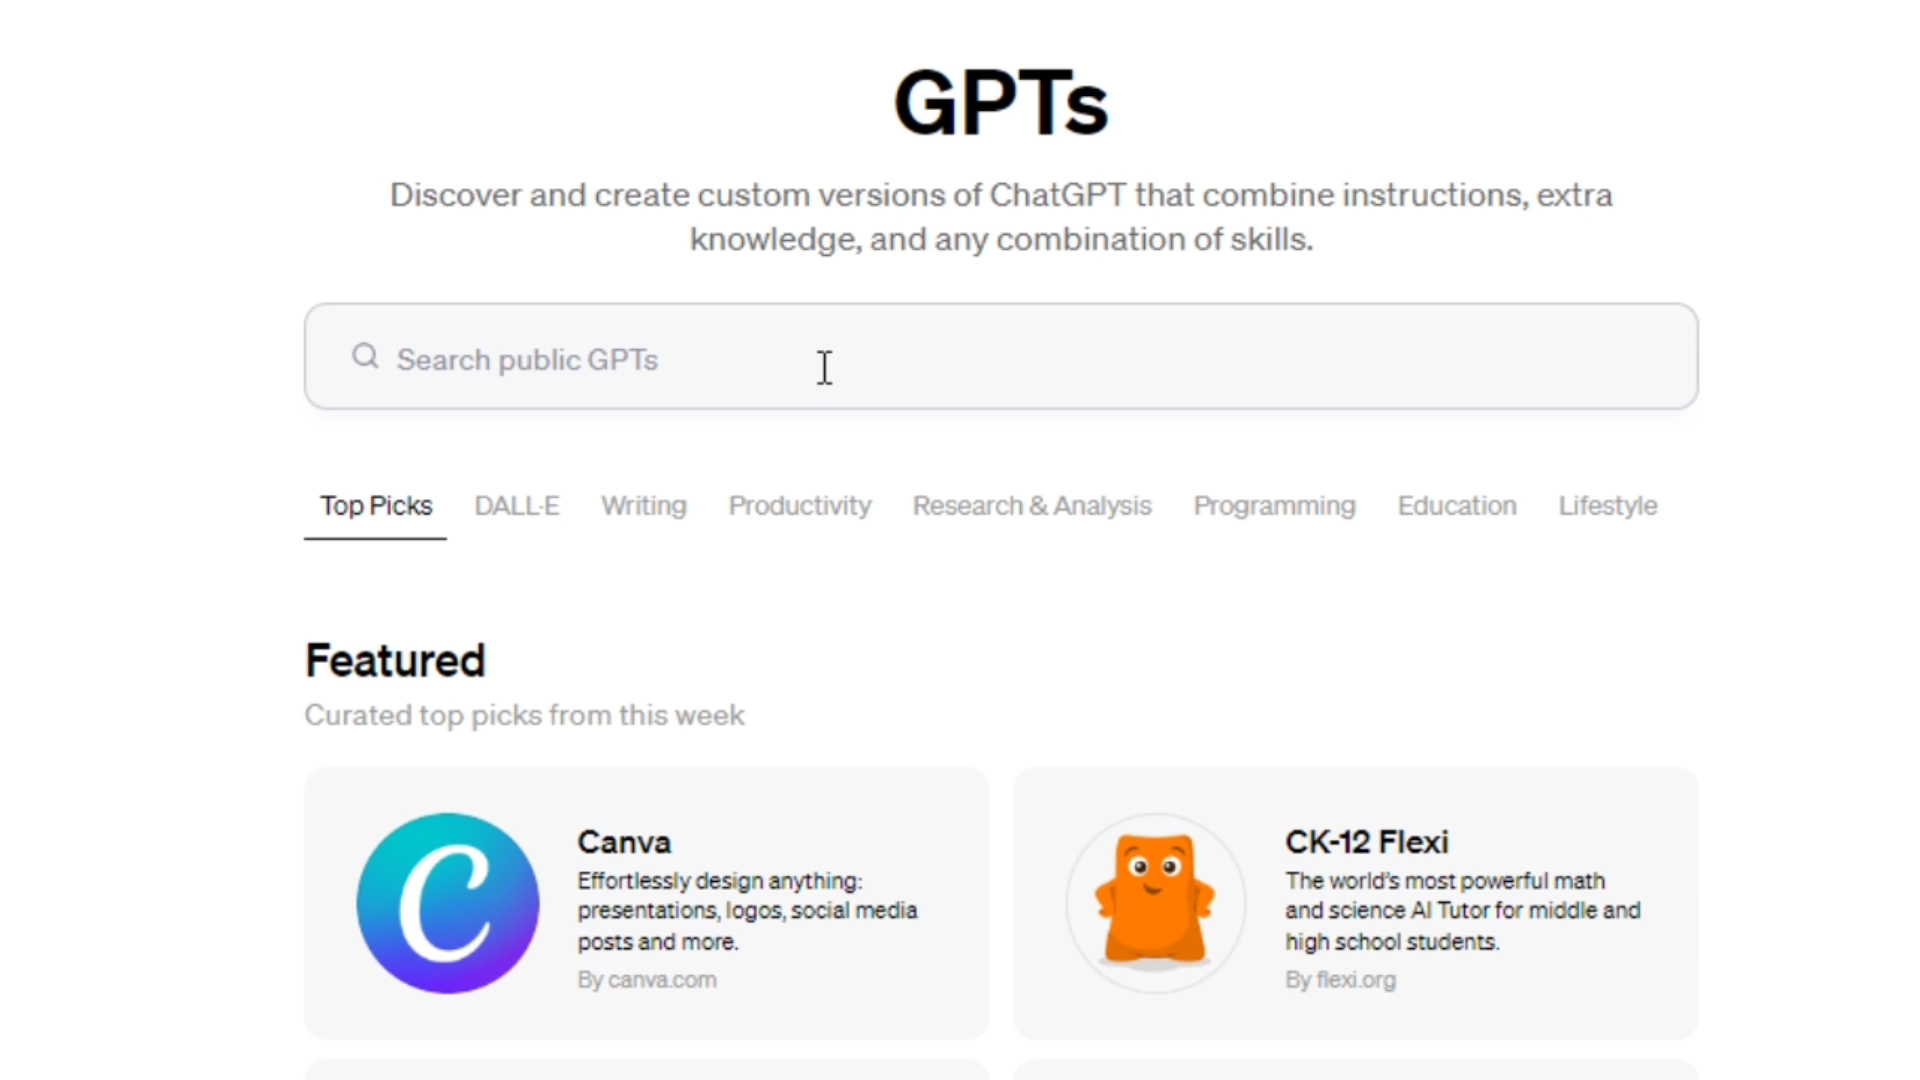 GPTs
Discover and create custom versions of ChatGPT that combine instructions, extra
knowledge, and any combination of skills.
Search public GPTs
Top Picks DALL·E Writing Productivity Research & Analysis Programming Education Lifestyle
Featured
Curated top picks from this week
C
Canva
Effortlessly design anything:
presentations, logos, social media
posts and more.
By canva.com
CK-12 Flexi
The world's most powerful math
and science AI Tutor for middle and
high school students.
By flexi.org